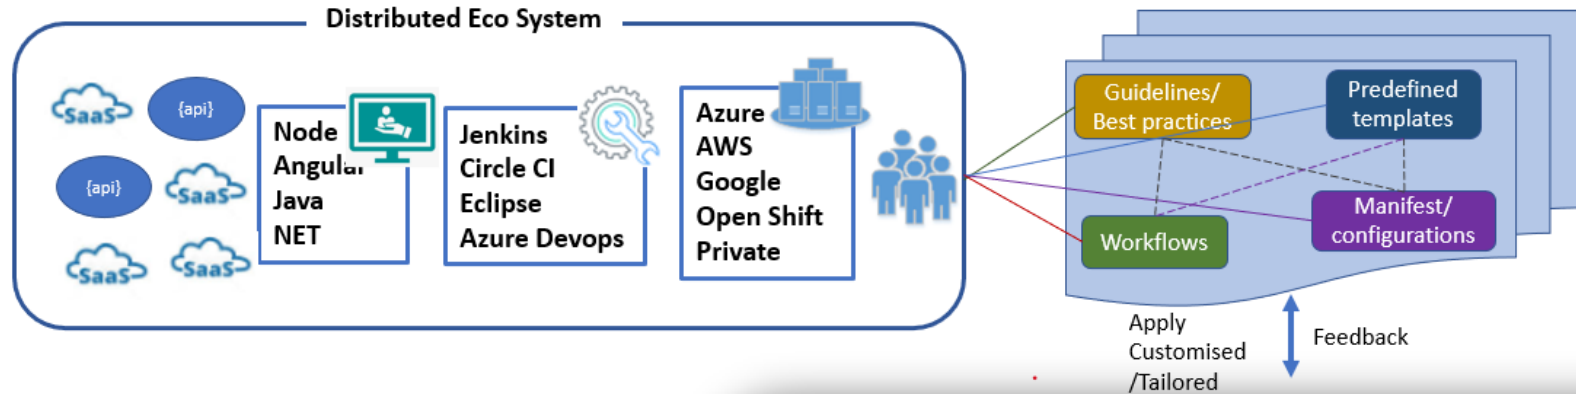 Distributed Eco System
SaaS
{api}
{api}
SaaS
SaaS
SaaS
Node
Angular
Java
NET
Jenkins
Circle CI
Eclipse
Azure Devops
Azure
AWS
Google
Open Shift
Private
Guidelines/
Best practices
Predefined
templates
Workflows
Manifest/
configurations
Apply
Customised
/Tailored
Feedback